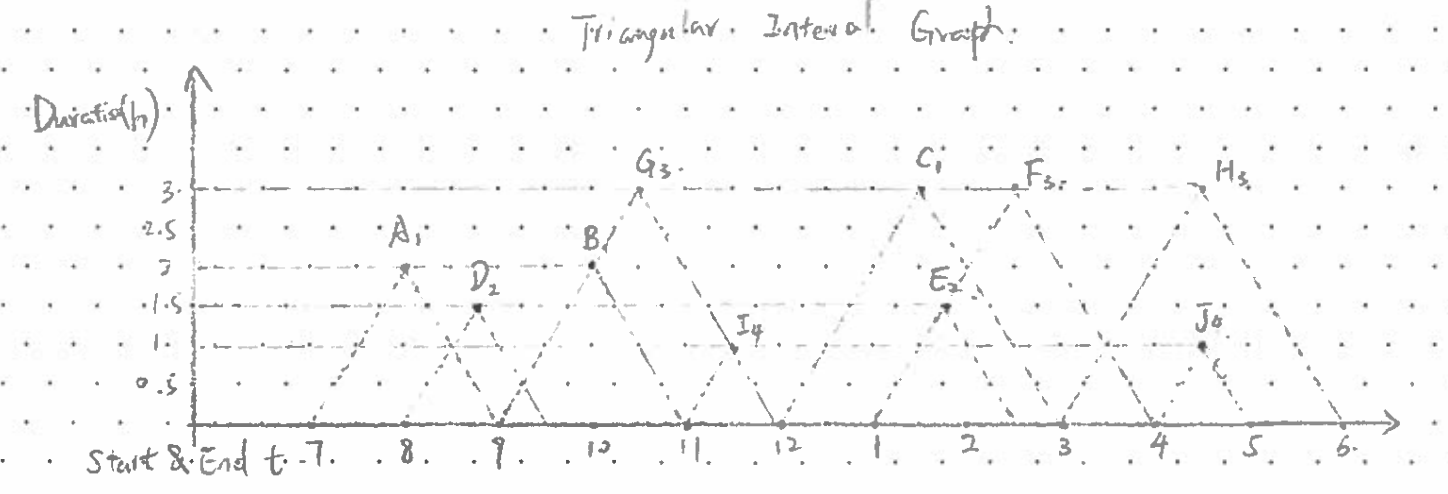 Triangular Interval Graph.
Duration(h)
G3.
C1
F3.
H3
3.
2.5
A1
B1
2
D2
E2
1.5
I4
J4
1
0.5
Start & End t. 7. 8. 9 10 11 12 1 2 3 4 5. 6.